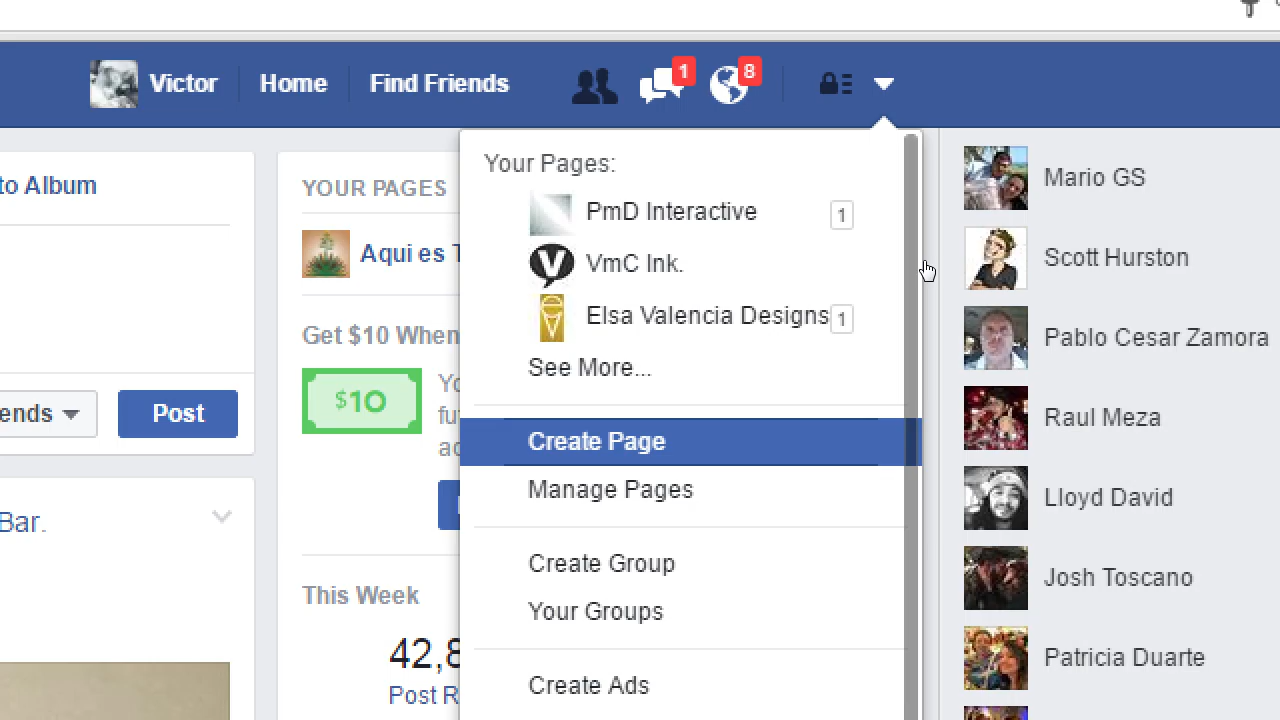 Victor Home Find Friends 1 8
to Album
YOUR PAGES
Aqui es
Get $10 When
$10
This Week
42,8
Post R
ends
Post
Bar.
Your Pages:
PmD Interactive 1
VmC Ink.
Elsa Valencia Designs 1
See More...
Create Page
Manage Pages
Create Group
Your Groups
Create Ads
Mario GS
Scott Hurston
Pablo Cesar Zamora
Raul Meza
Lloyd David
Josh Toscano
Patricia Duarte